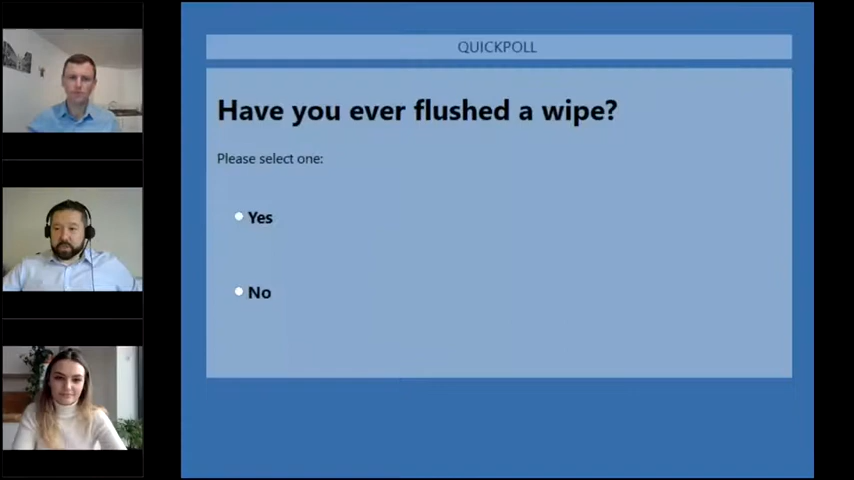 QUICKPOLL
Have you ever flushed a wipe?
Please select one:
Yes
No